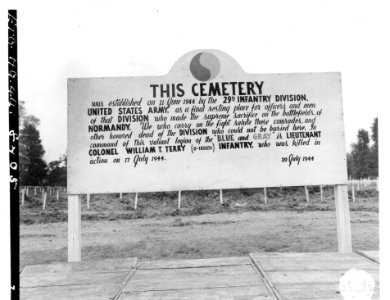 THIS CEMETERY
was established on 11 June 1944 by the 29th INFANTRY DIVISION,
UNITED STATES ARMY, as a final resting place for officers and men
of that DIVISION who made the supreme sacrifice on the battlefields of
NORMANDY. We who carry on the fight salute these comrades, and
other honored dead of the DIVISION who could not be buried here. In
command of this valiant legion of the BLUE and GRAY is LIEUTENANT
COLONEL WILLIAM T. TERRY INFANTRY, who was killed in
action on 17 July 1944.
20 July 1944